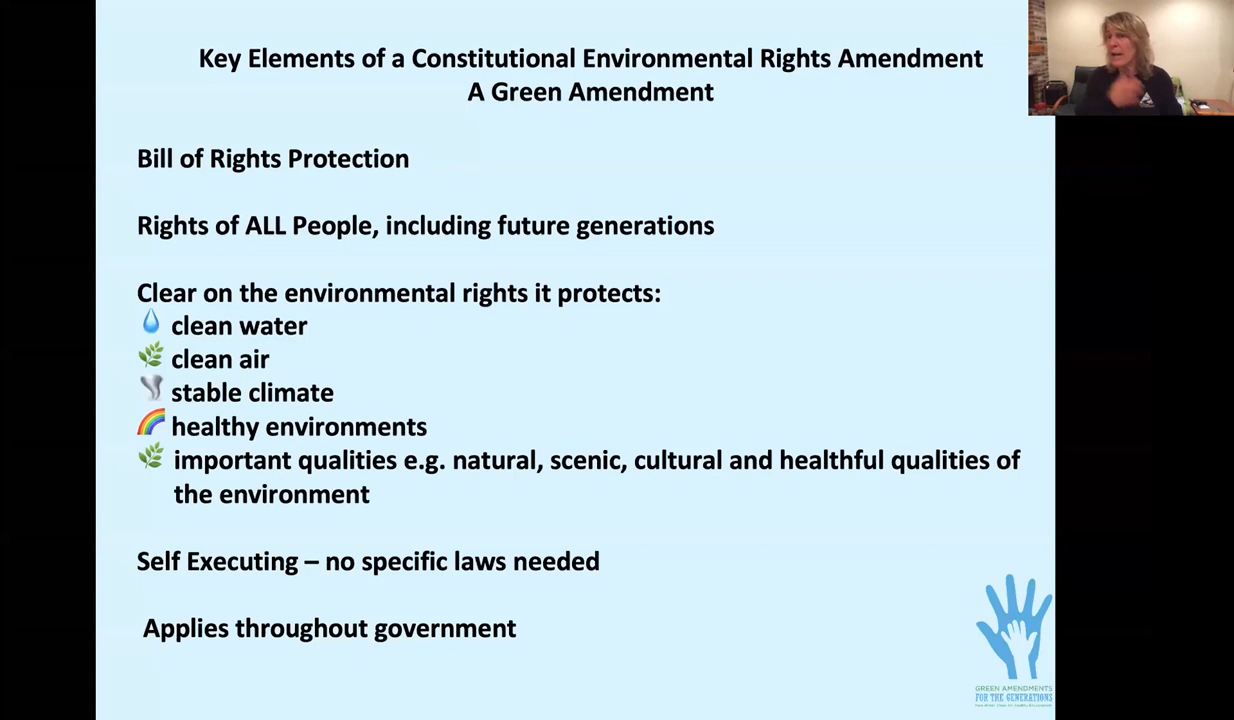 Key Elements of a Constitutional Environmental Rights Amendment
A Green Amendment
Bill of Rights Protection
Rights of ALL People, including future generations
Clear on the environmental rights it protects:
clean water
clean air
stable climate
healthy environments
important qualities e.g. natural, scenic, cultural and healthful qualities of
the environment
Self Executing – no specific laws needed
Applies throughout government
GREEN AMENDMENTS
FOR THE GENERATIONS